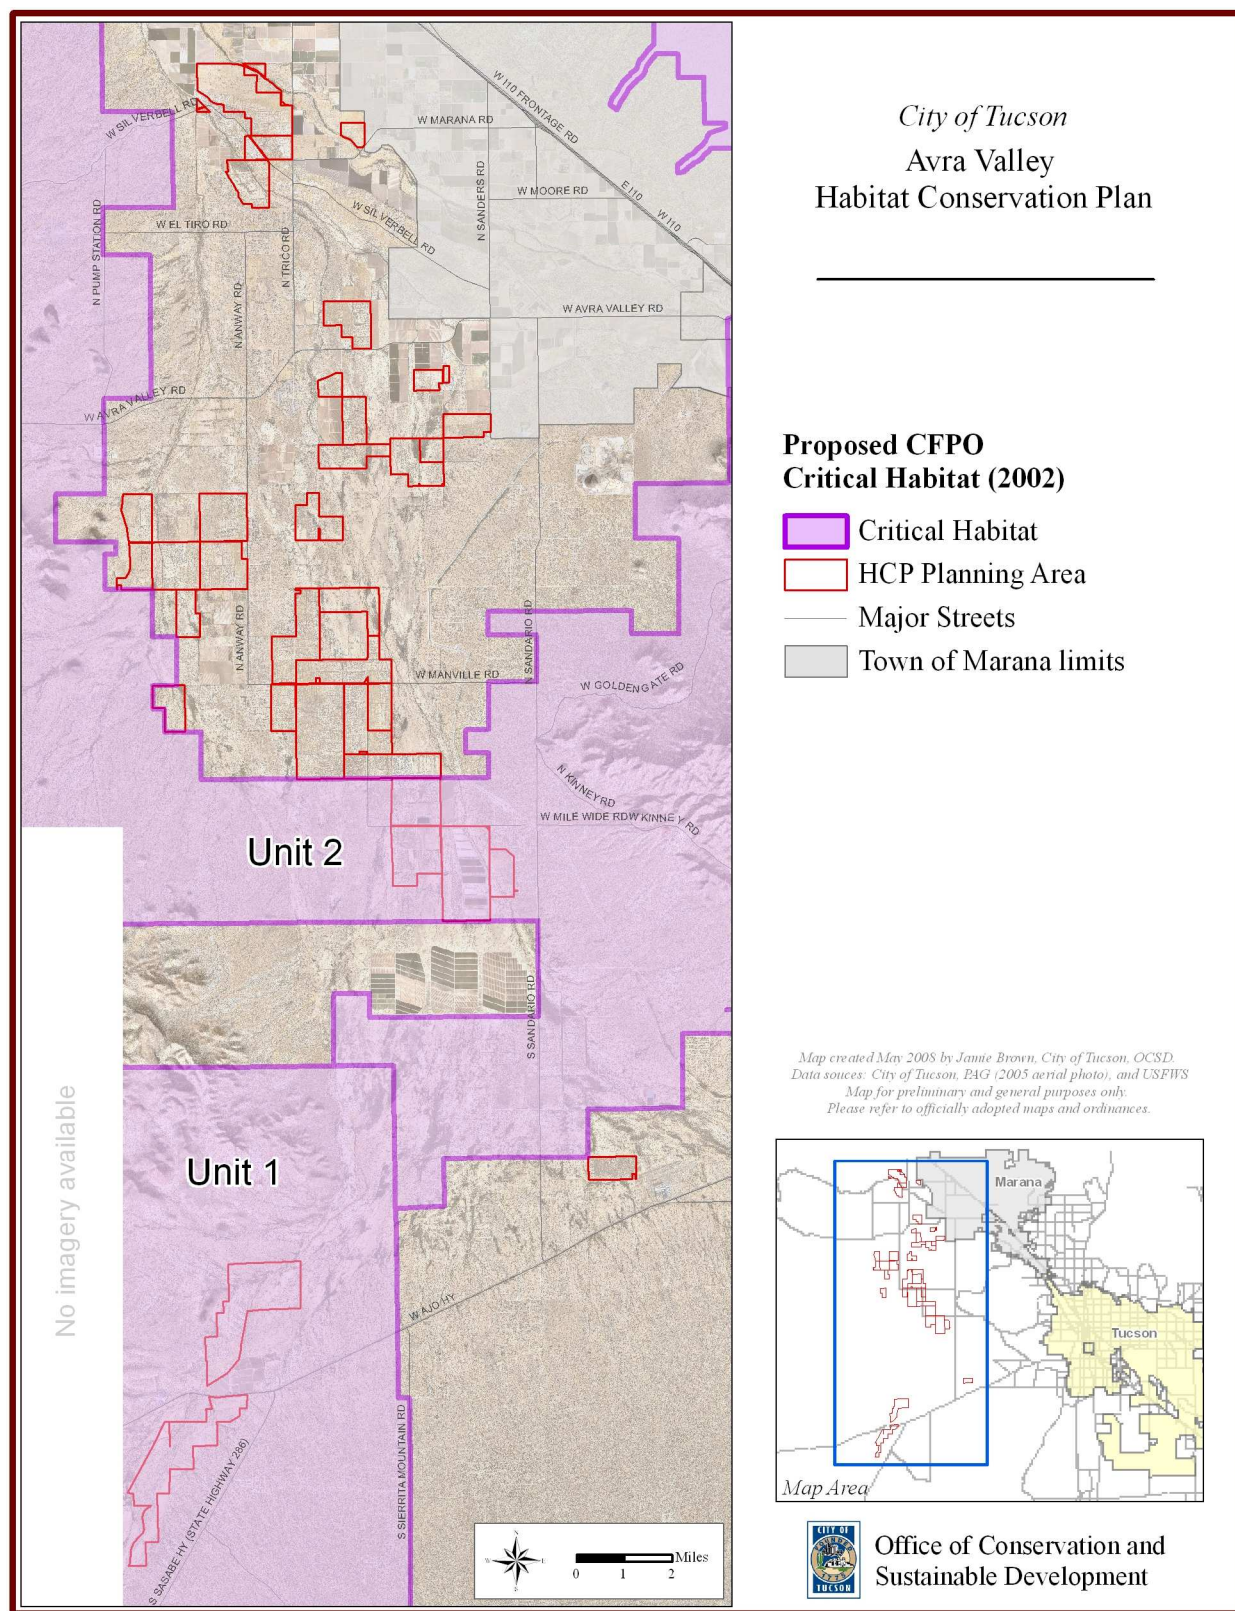 City of Tucson
Avra Valley
Habitat Conservation Plan
Proposed CFPO
Critical Habitat (2002)
Critical Habitat
HCP Planning Area
Major Streets
Town of Marana limits
W SILVERBELL RD
W I10 FRONTAGE RD
W MARANA RD
N SANDERS RD
W MOORE RD
E I10
W I10
W SILVERBELL RD
N PUMP STATION RD
W EL TIRO RD
N TRICO RD
N ANWAY RD
W AVRA VALLEY RD
W AVRA VALLEY RD
N ANWAY RD
N SANDARIO RD
W MANVILLE RD
W GOLDENGATE RD
N KINNEY RD
W MILE WIDE RD
W KINNEY RD
Unit 2
S SANDARIO RD
Unit 1
No imagery available
W AJO HY
S SIERRITA MOUNTAIN RD
S SASABE HY (STATE HIGHWAY 286)
N
W
E
S
0
1
2
Miles
Map created May 2008 by Jamie Brown, City of Tucson, OCSD.
Data souces: City of Tucson, PAG (2005 aerial photo), and USFWS
Map for preliminary and general purposes only.
Please refer to officially adopted maps and ordinances.
Marana
Tucson
Map Area
CITY OF
TUCSON
Office of Conservation and
Sustainable Development